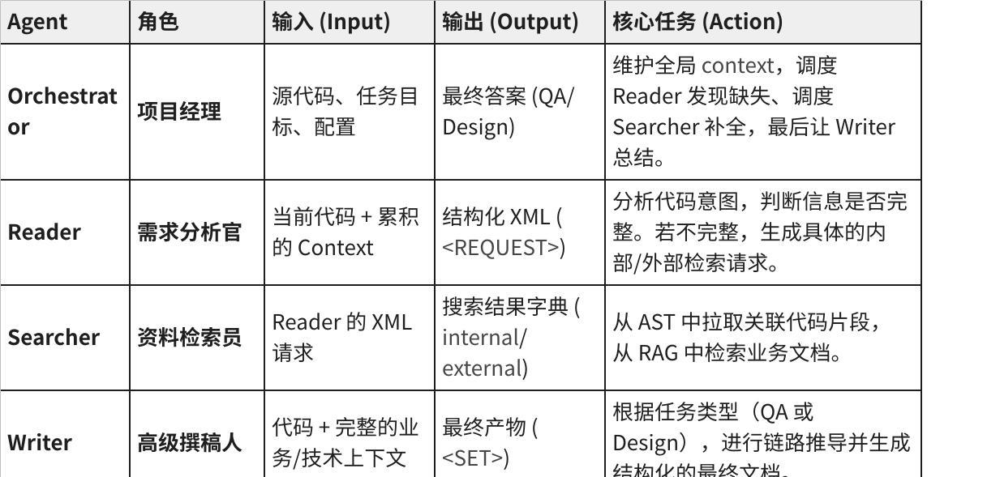 Agent 角色 输入 (Input) 输出 (Output) 核心任务 (Action)
Orchestrat
or
项目经理
源代码、任务目
标、配置
最终答案 (QA/
Design)
维护全局 context，调度
Reader 发现缺失、调度
Searcher 补全，最后让 Writer
总结。
Reader
需求分析官
当前代码 + 累积
的 Context
结构化 XML (
<REQUEST>)
分析代码意图，判断信息是否完
整。若不完整，生成具体的内
部/外部检索请求。
Searcher
资料检索员
Reader 的 XML
请求
搜索结果字典 (
internal/
external)
从 AST 中拉取关联代码片段，
从 RAG 中检索业务文档。
Writer
高级撰稿人
代码 + 完整的业
务/技术上下文
最终产物 (
<SET>)
根据任务类型（QA 或
Design），进行链路推导并生成
结构化的最终文档。